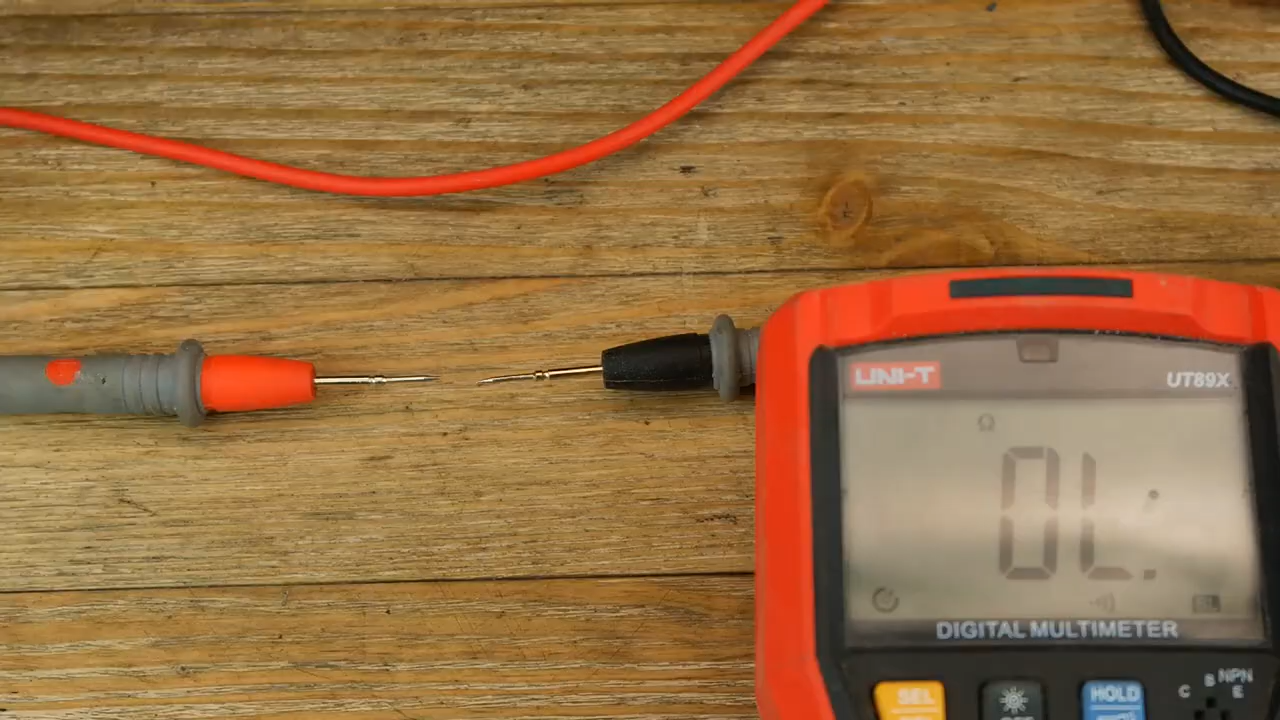 UNI-T
UT89X
Ω
0L.
DIGITAL MULTIMETER
SEL
HOLD
NPN
C B E